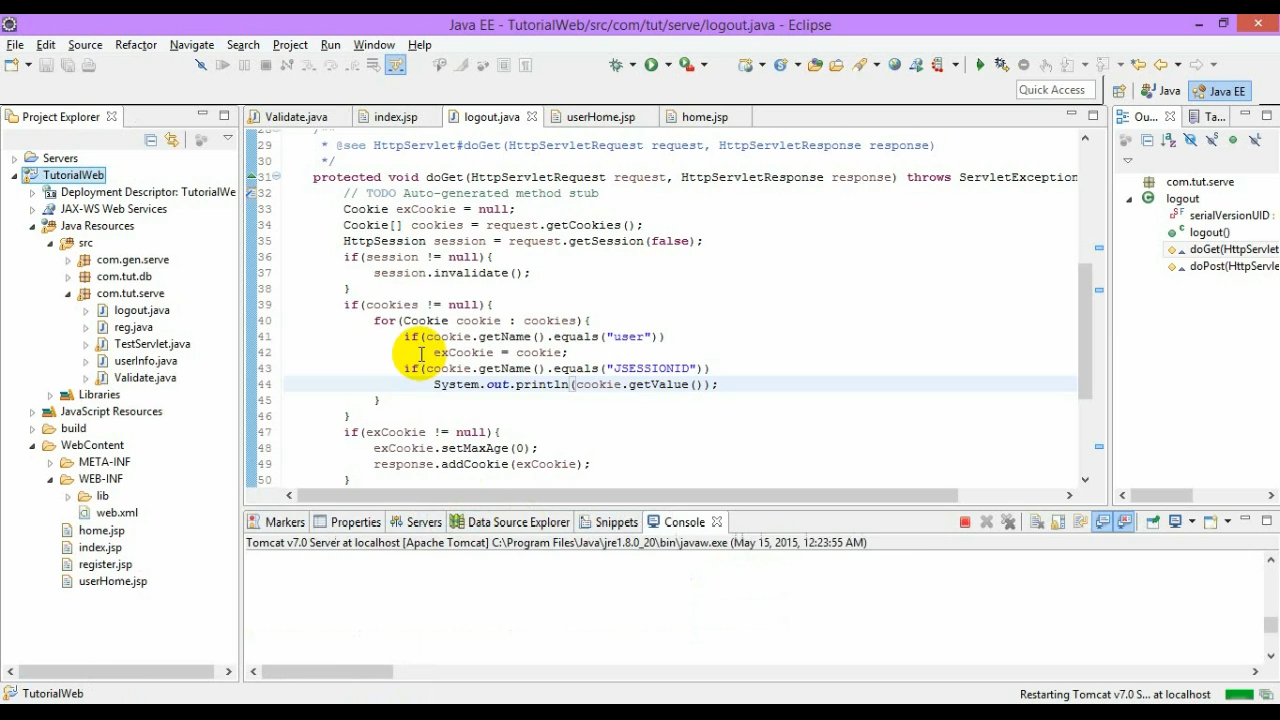 Java EE - TutorialWeb/src/com/tut/serve/logout.java - Eclipse
File Edit Source Refactor Navigate Search Project Run Window Help
Quick Access
Java
Java EE
Project Explorer
Validate.java
index.jsp
logout.java
userHome.jsp
home.jsp
Ou...
Ta...
Servers
TutorialWeb
Deployment Descriptor: TutorialWe
JAX-WS Web Services
Java Resources
src
com.gen.serve
com.tut.db
com.tut.serve
logout.java
reg.java
TestServlet.java
userInfo.java
Validate.java
Libraries
JavaScript Resources
build
WebContent
META-INF
WEB-INF
lib
web.xml
home.jsp
index.jsp
register.jsp
userHome.jsp
28 /**
29 * @see HttpServlet#doGet(HttpServletRequest request, HttpServletResponse response)
30 */
31 protected void doGet(HttpServletRequest request, HttpServletResponse response) throws ServletException
32 // TODO Auto-generated method stub
33 Cookie exCookie = null;
34 Cookie[] cookies = request.getCookies();
35 HttpSession session = request.getSession(false);
36 if(session != null){
37 session.invalidate();
38 }
39 if(cookies != null){
40 for(Cookie cookie : cookies){
41 if(cookie.getName().equals("user"))
42 exCookie = cookie;
43 if(cookie.getName().equals("JSESSIONID"))
44 System.out.println(cookie.getValue());
45 }
46 }
47 if(exCookie != null){
48 exCookie.setMaxAge(0);
49 response.addCookie(exCookie);
50 }
com.tut.serve
logout
serialVersionUID :
logout()
doGet(HttpServlet
doPost(HttpServl
Markers
Properties
Servers
Data Source Explorer
Snippets
Console
Tomcat v7.0 Server at localhost [Apache Tomcat] C:\Program Files\Java\jre1.8.0_20\bin\javaw.exe (May 15, 2015, 12:23:55 AM)
TutorialWeb
Restarting Tomcat v7.0 S... at localhost